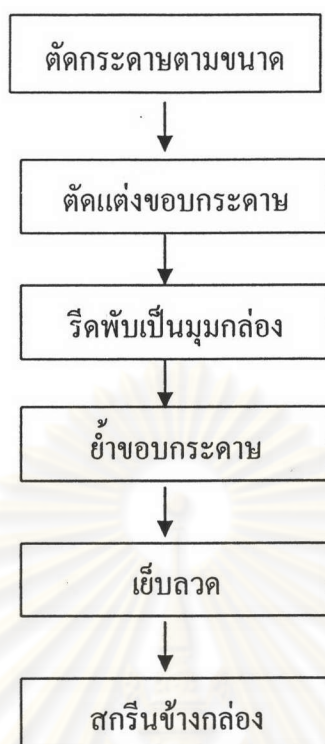 ตัดกระดาษตามขนาด
ตัดแต่งขอบกระดาษ
รีดพับเป็นมุมกล่อง
ย้ำขอบกระดาษ
เย็บลวด
สกรีนข้างกล่อง